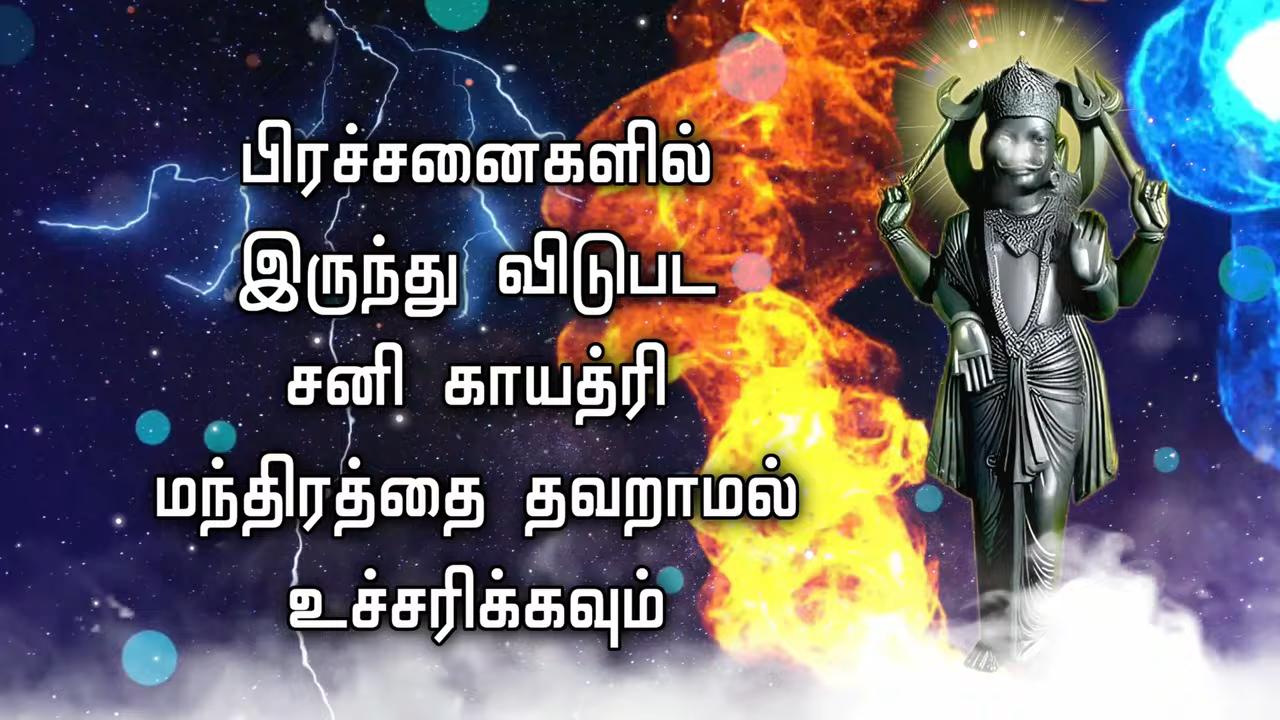 பிரச்சனைகளில்
இருந்து விடுபட
சனி காயத்ரி
மந்திரத்தை தவறாமல்
உச்சரிக்கவும்